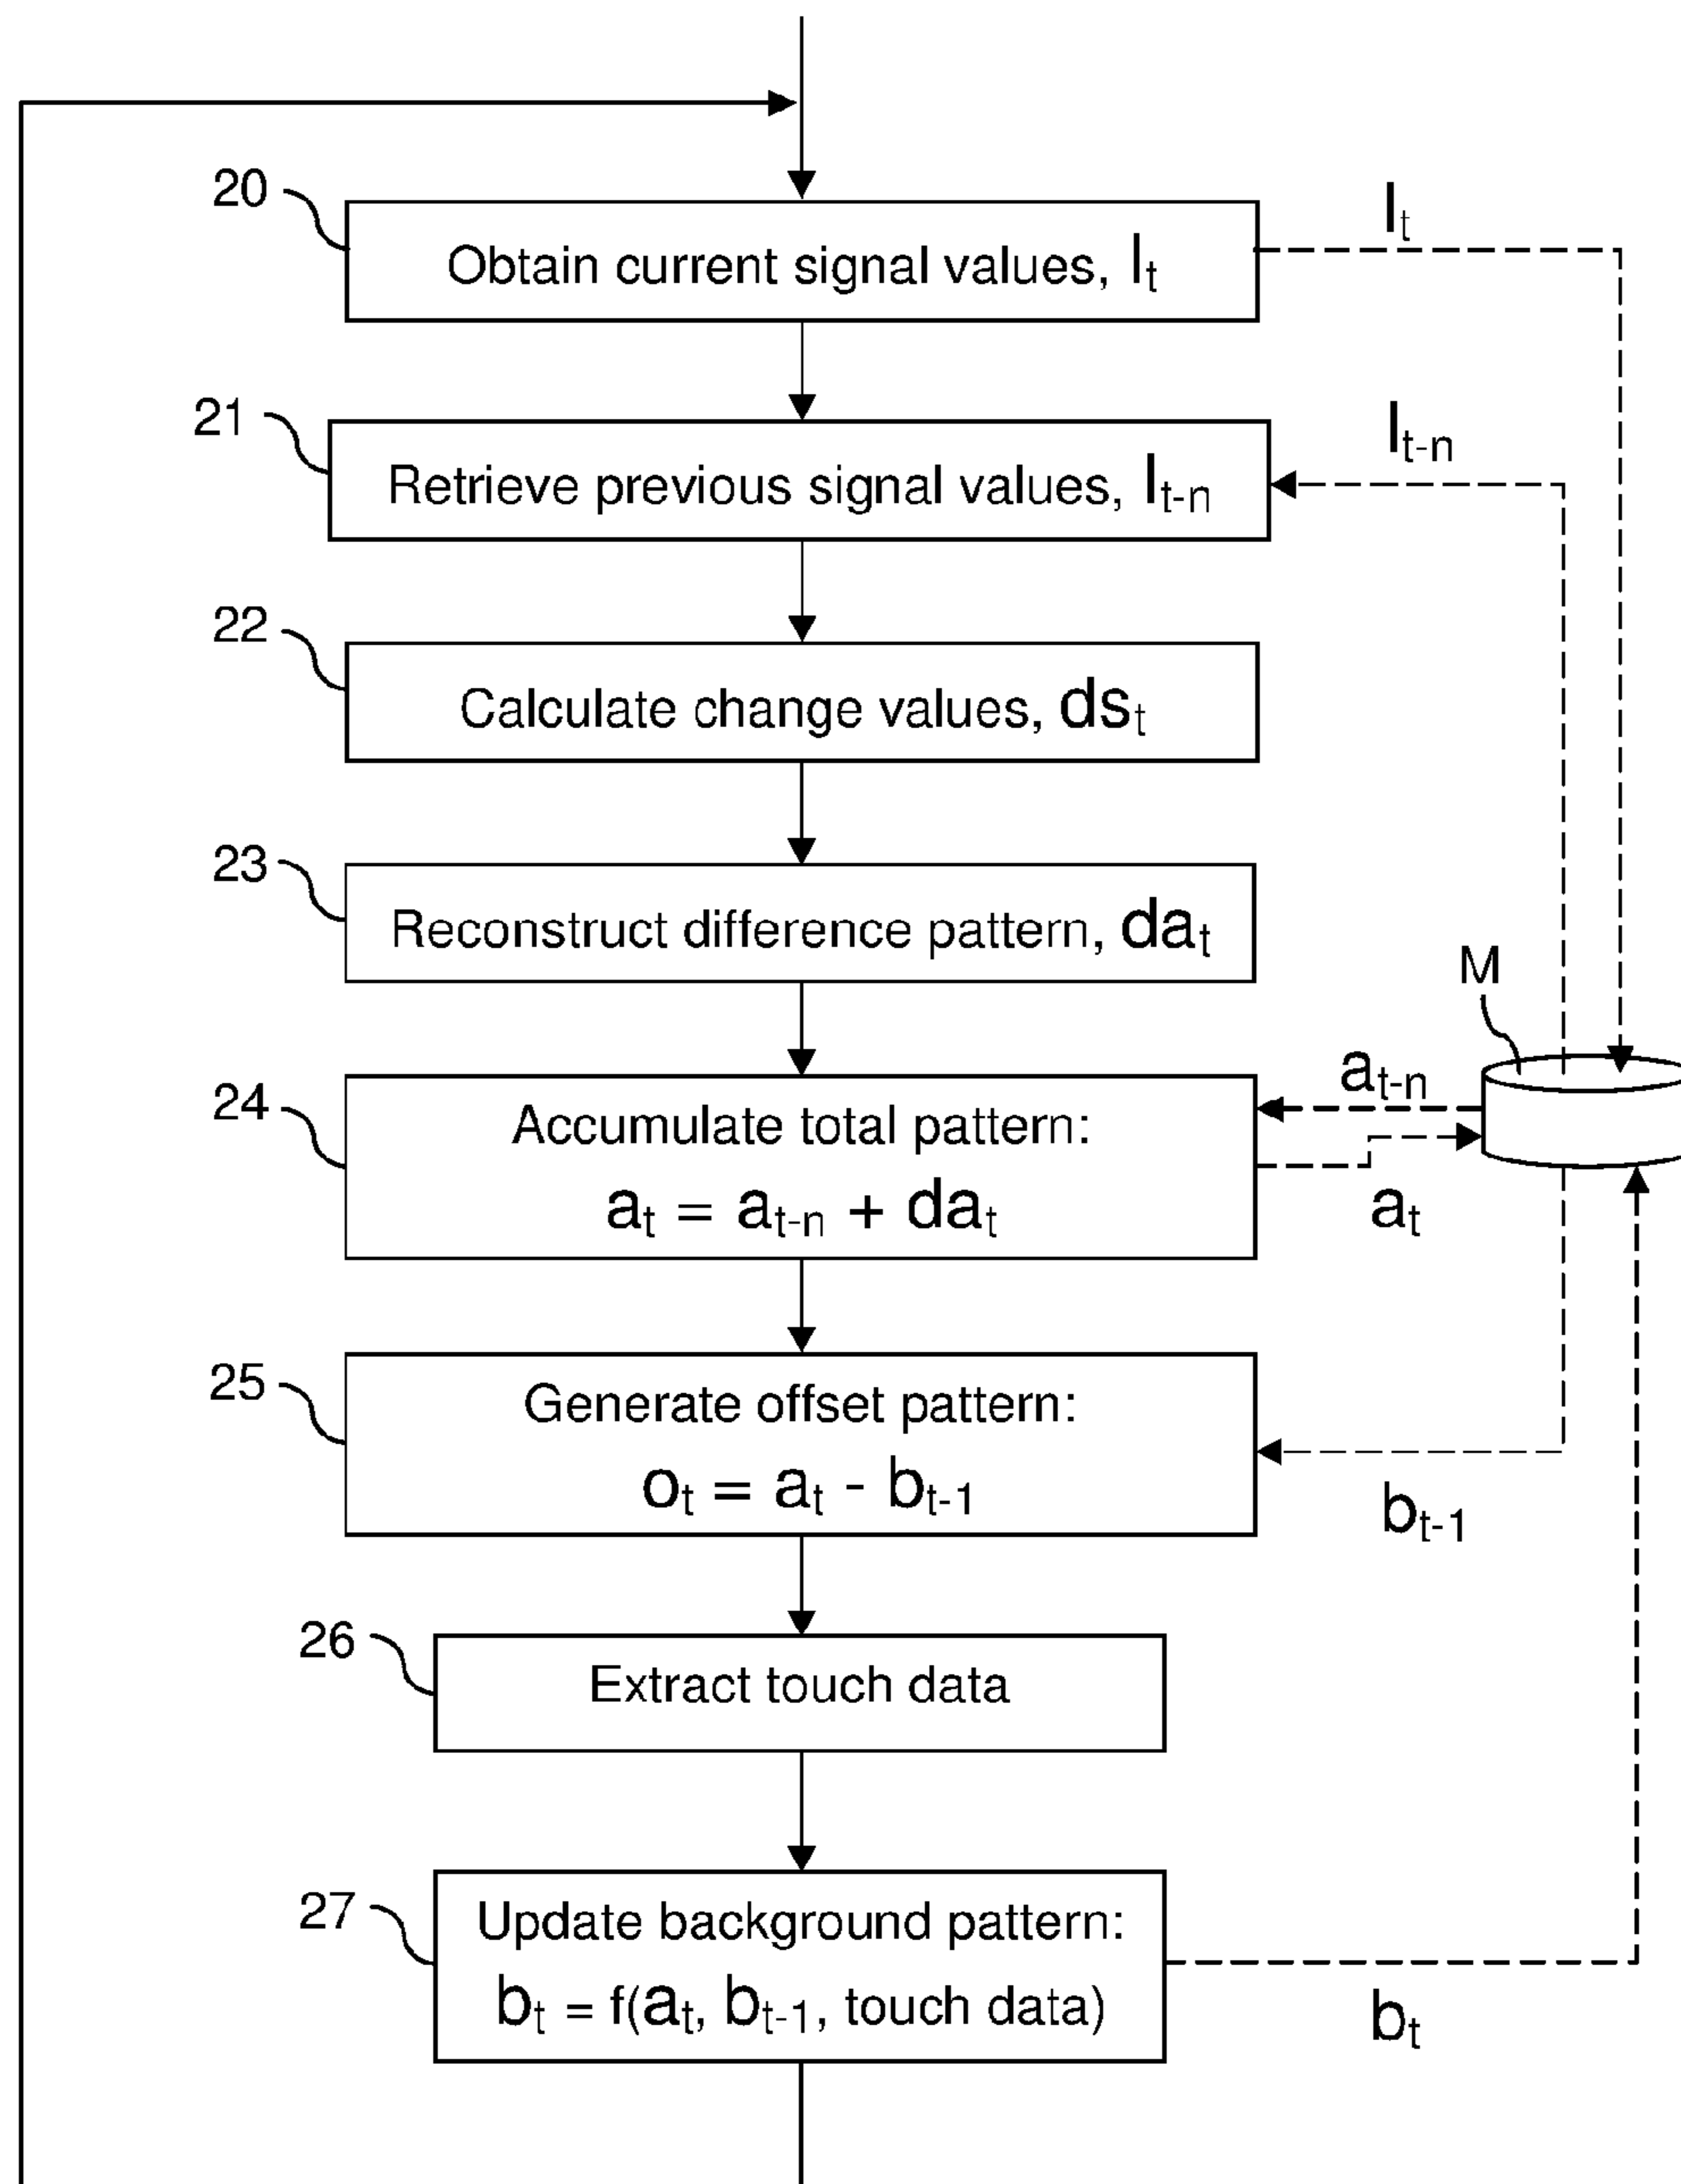 20
Obtain current signal values, Iₜ
Iₜ
21
Retrieve previous signal values, Iₜ₋ₙ
Iₜ₋ₙ
22
Calculate change values, dsₜ
23
Reconstruct difference pattern, daₜ
M
24
Accumulate total pattern:
aₜ = aₜ₋ₙ + daₜ
aₜ₋ₙ
aₜ
25
Generate offset pattern:
oₜ = aₜ - bₜ₋₁
bₜ₋₁
26
Extract touch data
27
Update background pattern:
bₜ = f(aₜ, bₜ₋₁, touch data)
bₜ